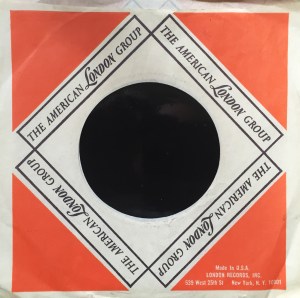 THE AMERICAN LONDON GROUP
THE AMERICAN LONDON GROUP
THE AMERICAN LONDON GROUP
THE AMERICAN LONDON GROUP
Made in U.S.A.
LONDON RECORDS, INC.
539 West 25th St New York, N. Y. 10001